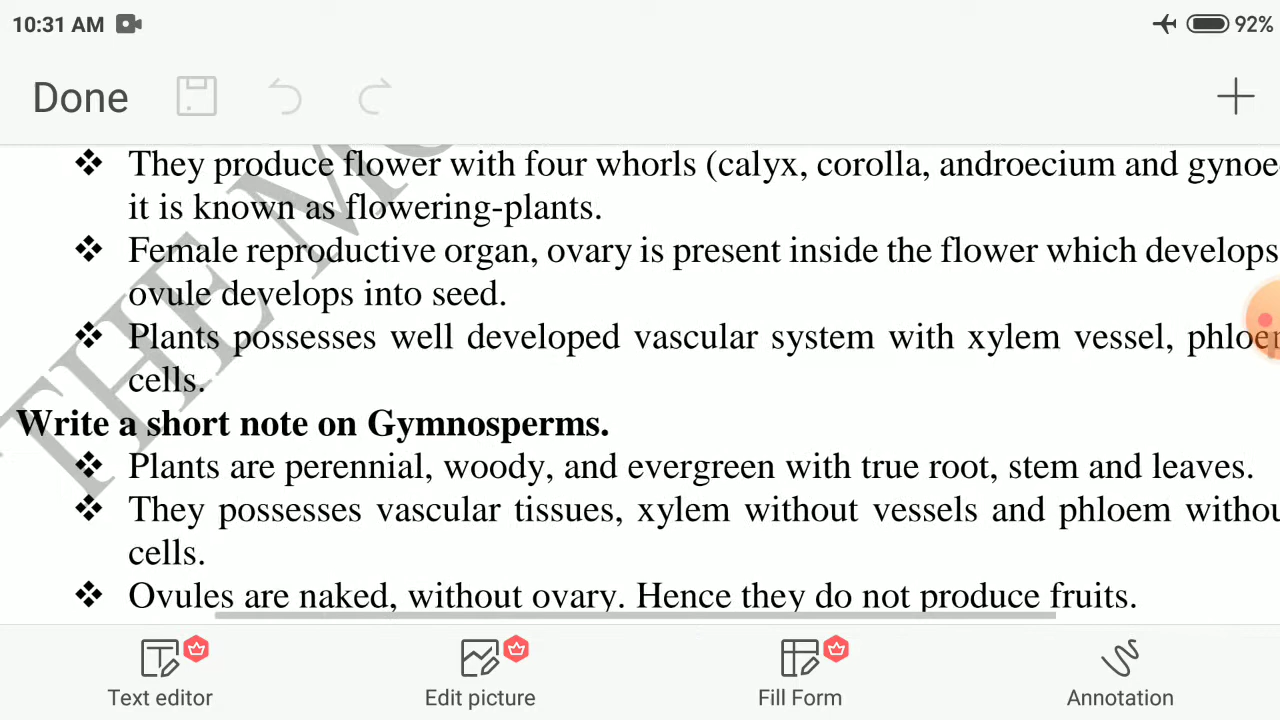 10:31 AM 92%
Done
They produce flower with four whorls (calyx, corolla, androecium and
it is known as flowering-plants.
Female reproductive organ, ovary is present inside the flower which develops
ovule develops into seed.
Plants possesses well developed vascular system with xylem vessel,
cells.
Write a short note on Gymnosperms.
Plants are perennial, woody, and evergreen with true root, stem and leaves.
They possesses vascular tissues, xylem without vessels and phloem
cells.
Ovules are naked, without ovary. Hence they do not produce fruits.
THE
Text editor Edit picture Fill Form Annotation